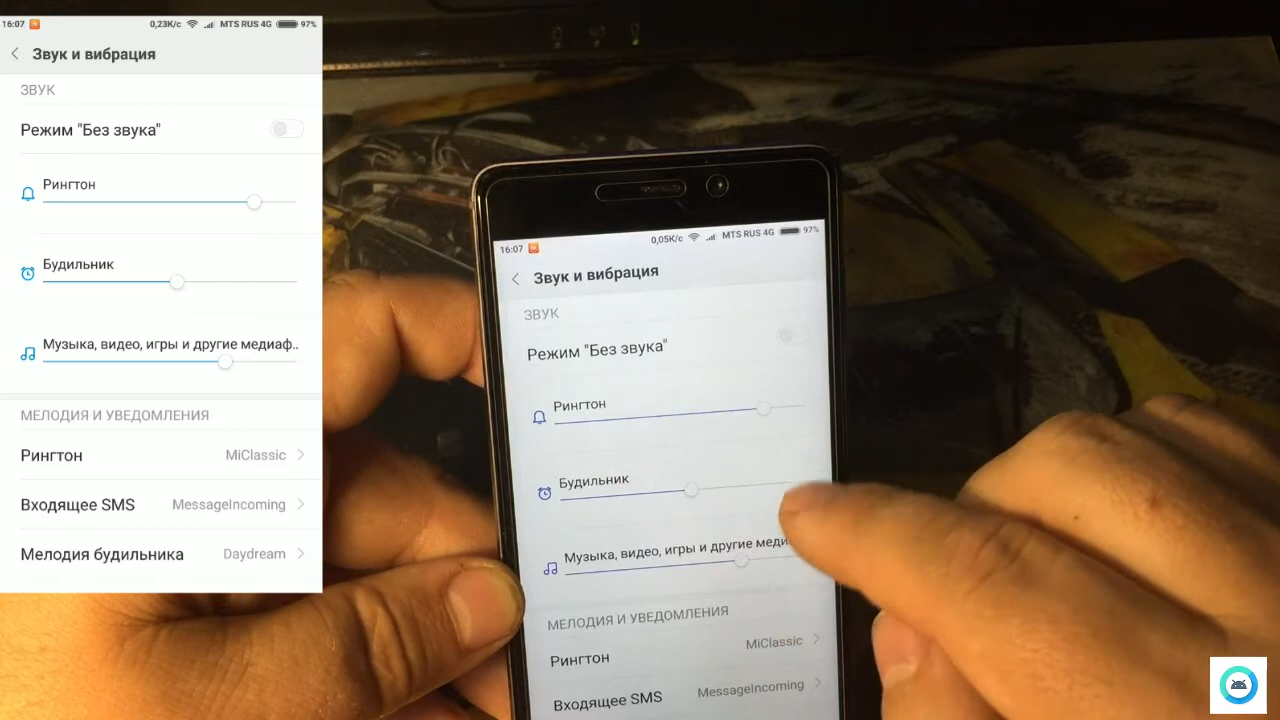 16:07 0,23K/c MTS RUS 4G 97%
Звук и вибрация
ЗВУК
Режим "Без звука"
Рингтон
Будильник
Музыка, видео, игры и другие медиаф..
МЕЛОДИЯ И УВЕДОМЛЕНИЯ
Рингтон MiClassic
Входящее SMS MessageIncoming
Мелодия будильника Daydream
16:07 0,05K/c MTS RUS 4G 97%
Звук и вибрация
ЗВУК
Режим "Без звука"
Рингтон
Будильник
Музыка, видео, игры и другие меди
МЕЛОДИЯ И УВЕДОМЛЕНИЯ
Рингтон MiClassic
Входящее SMS MessageIncoming